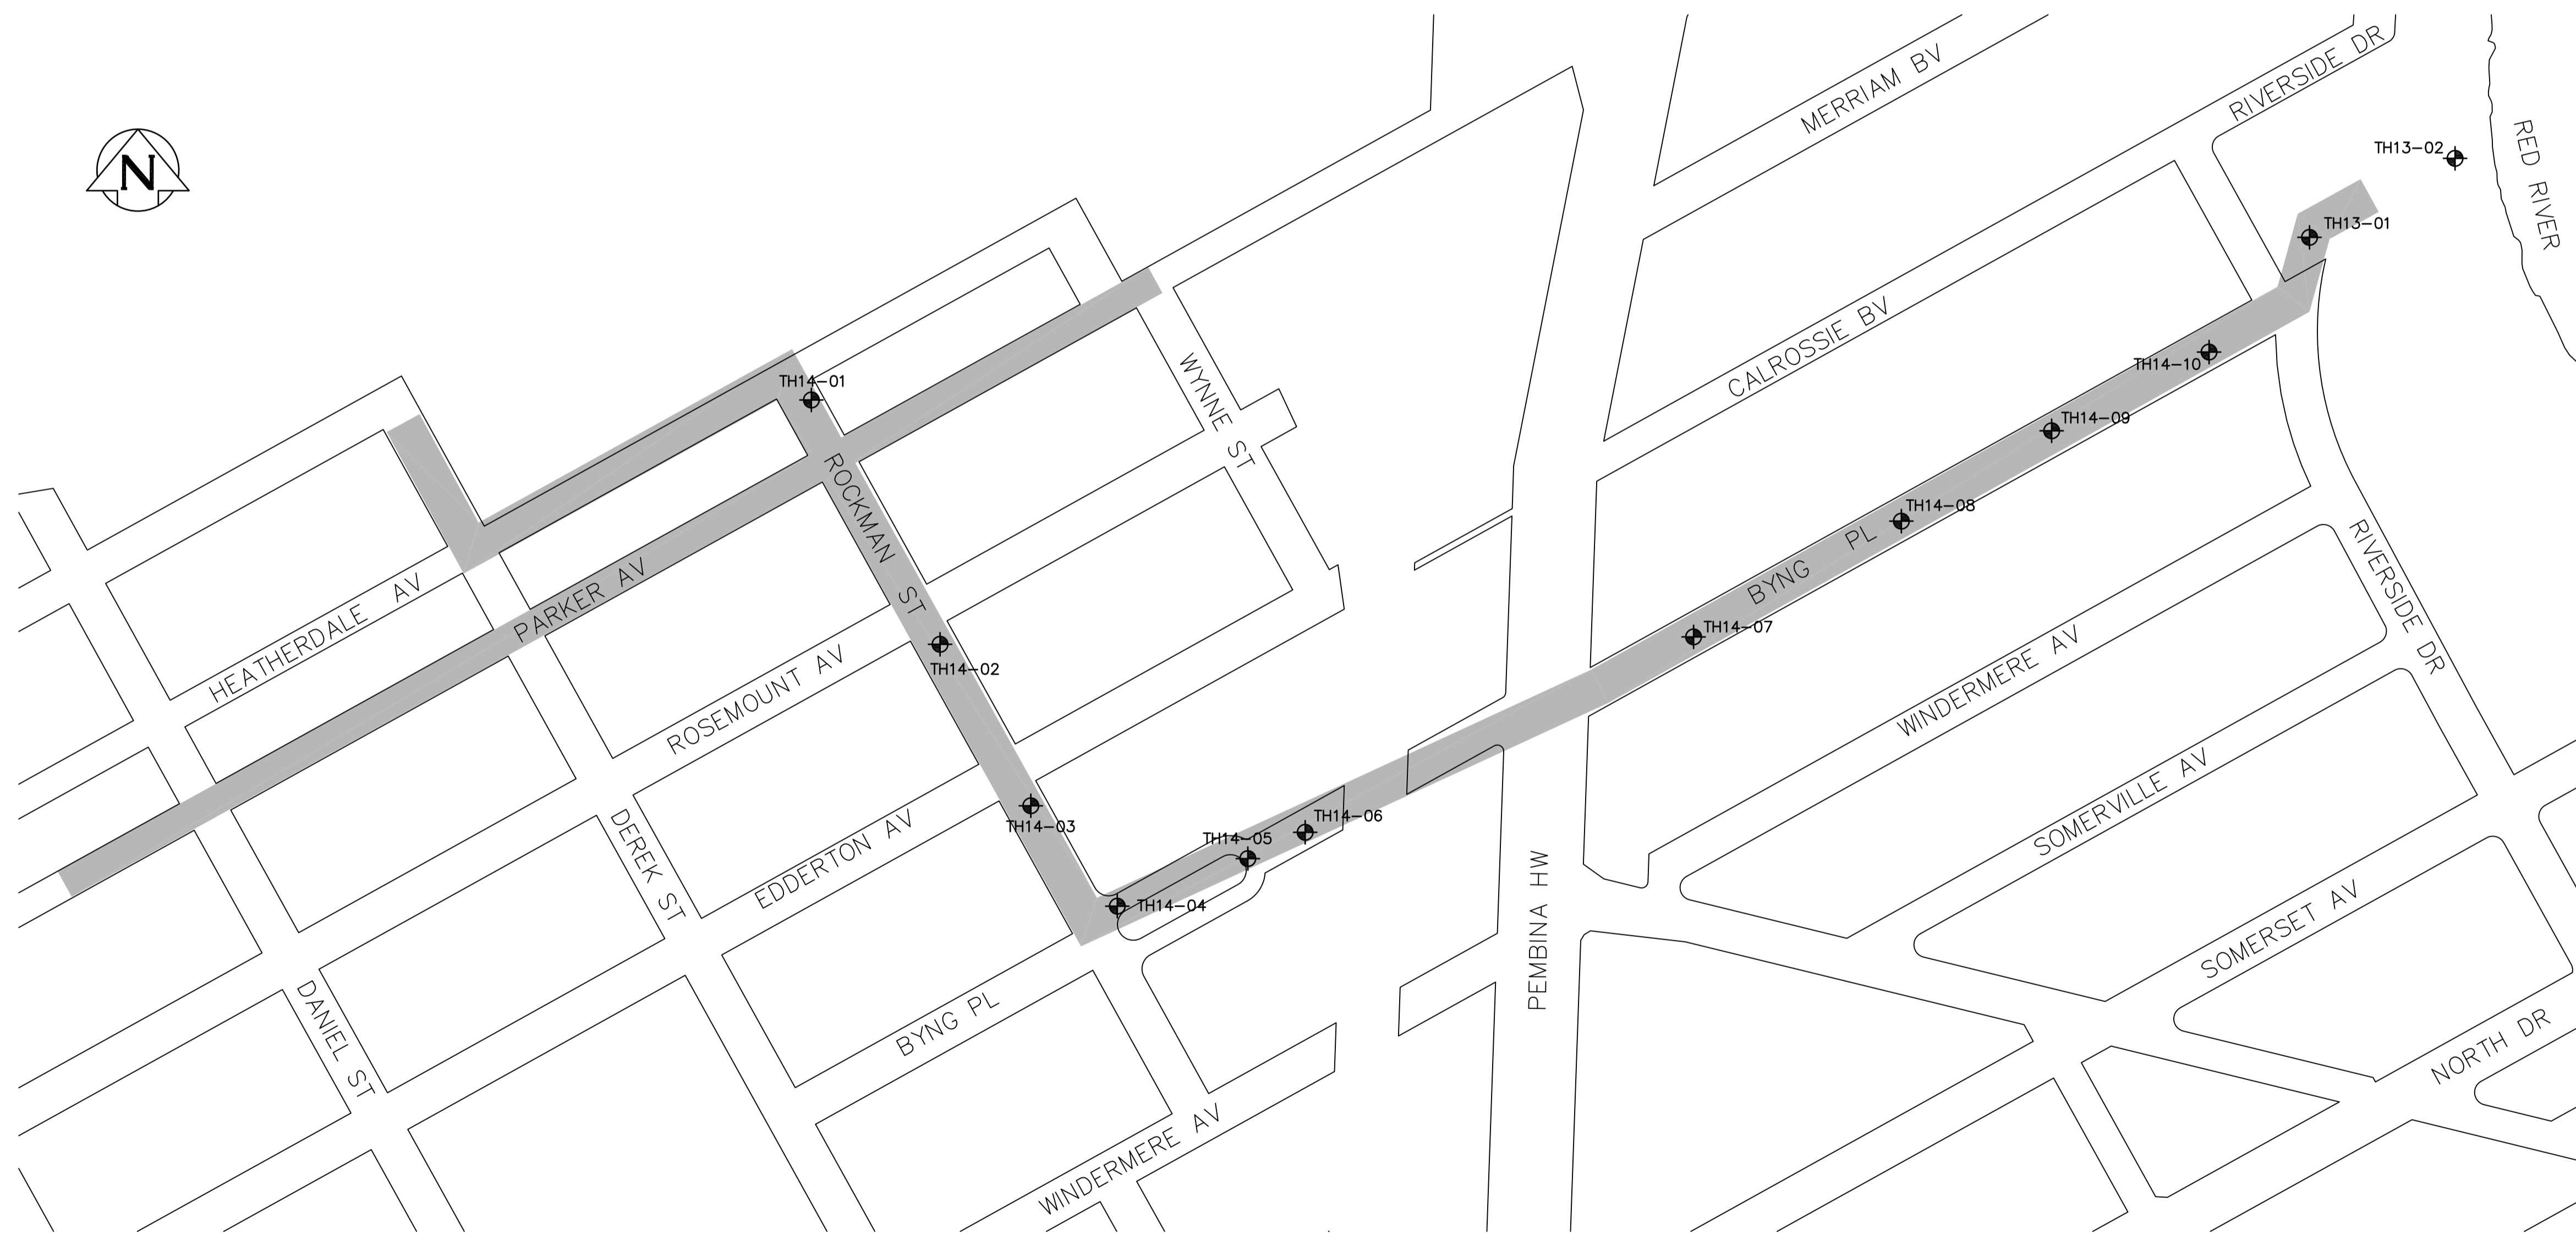 N
MERRIAM BV
RIVERSIDE DR
RED RIVER
TH13-02
TH13-01
CALROSSIE BV
TH14-10
TH14-09
TH14-08
BYNG PL
TH14-07
WYNNE ST
TH14-01
ROCKMAN ST
PARKER AV
HEATHERDALE AV
TH14-02
ROSEMOUNT AV
TH14-03
EDDERTON AV
DEREK ST
TH14-04
TH14-05
TH14-06
WINDERMERE AV
RIVERSIDE DR
SOMERVILLE AV
SOMERSET AV
NORTH DR
PEMBINA HW
DANIEL ST
BYNG PL
WINDERMERE AV